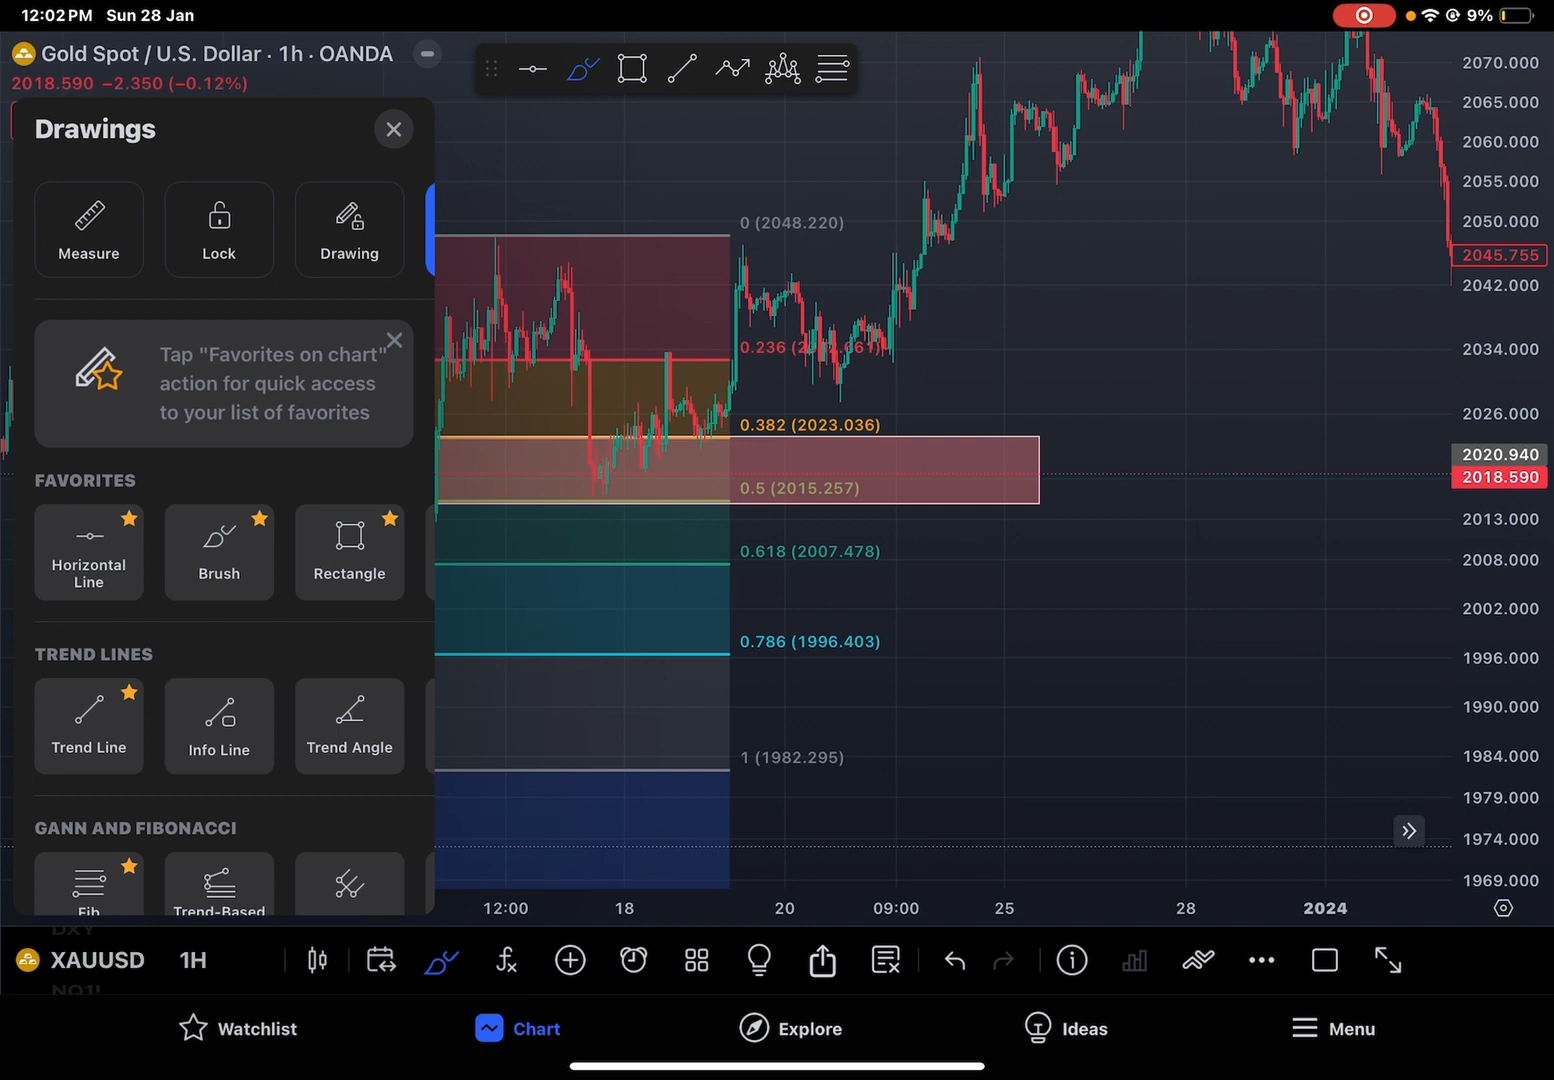 12:02 PM Sun 28 Jan
9%
Gold Spot / U.S. Dollar · 1h · OANDA
2018.590 −2.350 (−0.12%)
Drawings
Measure
Lock
Drawing
Tap "Favorites on chart"
action for quick access
to your list of favorites
FAVORITES
Horizontal
Line
Brush
Rectangle
TREND LINES
Trend Line
Info Line
Trend Angle
GANN AND FIBONACCI
Fib
Trend-Based
0 (2048.220)
0.382 (2023.036)
0.5 (2015.257)
0.618 (2007.478)
0.786 (1996.403)
1 (1982.295)
2070.000
2065.000
2060.000
2055.000
2050.000
2045.755
2042.000
2034.000
2026.000
2020.940
2018.590
2013.000
2008.000
2002.000
1996.000
1990.000
1984.000
1979.000
1974.000
1969.000
12:00
18
20
09:00
25
28
2024
DXY
XAUUSD
1H
NQ1!
Watchlist
Chart
Explore
Ideas
Menu